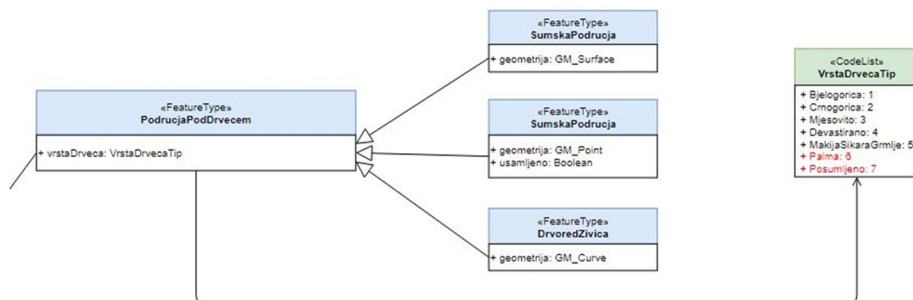 «FeatureType»
PodrucjaPodDrvecem
+ vrstaDrveca: VrstaDrvecaTip
«FeatureType»
SumskaPodrucja
+ geometrija: GM_Surface
«FeatureType»
SumskaPodrucja
+ geometrija: GM_Point
+ usamljeno: Boolean
«FeatureType»
DrvoredZivica
+ geometrija: GM_Curve
«CodeList»
VrstaDrvecaTip
+ Bjelogorica: 1
+ Crnogorica: 2
+ Mjesovito: 3
+ Devastirano: 4
+ MakijaSikaraGrmlje: 5
+ Palma: 6
+ Posumljeno: 7